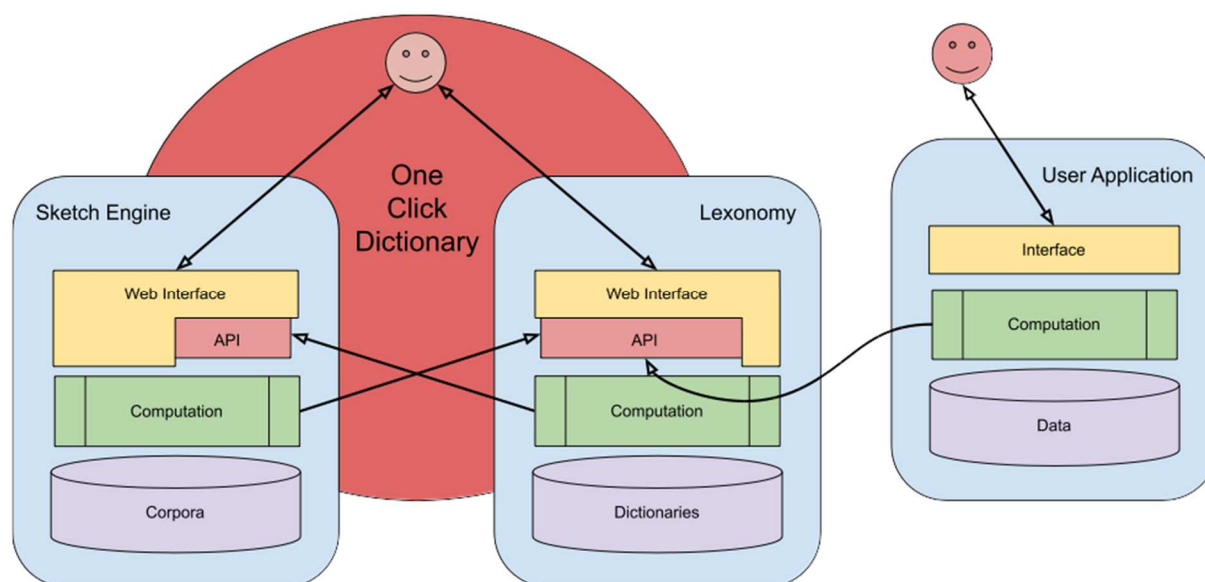 One
Click
Dictionary
Sketch Engine
Web Interface
API
Computation
Corpora
Lexonomy
Web Interface
API
Computation
Dictionaries
User Application
Interface
Computation
Data